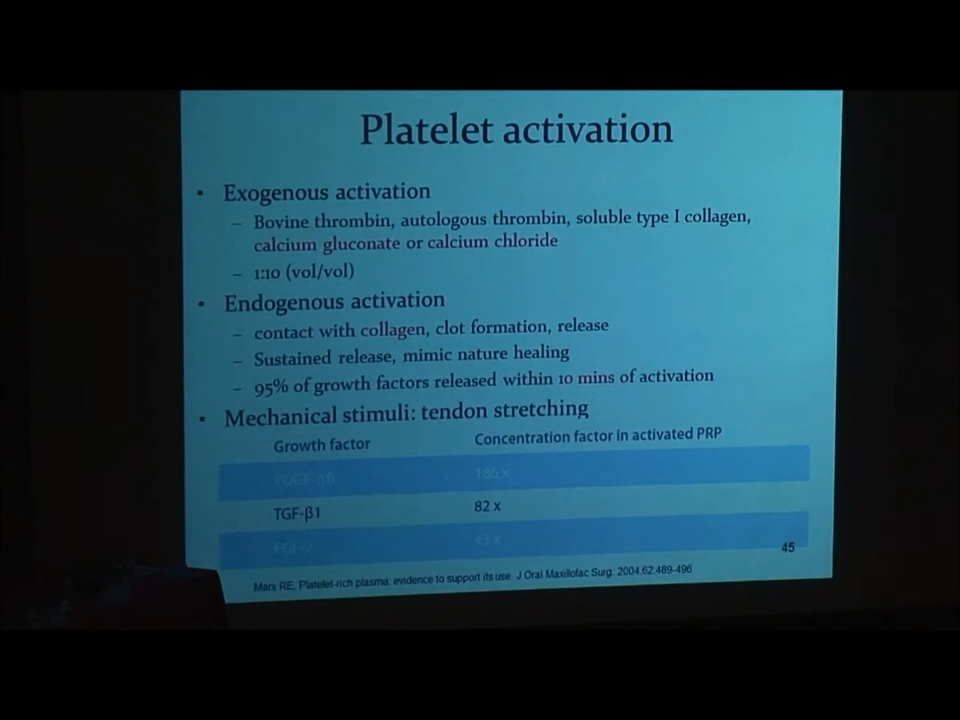 Platelet activation
• Exogenous activation
– Bovine thrombin, autologous thrombin, soluble type I collagen,
calcium gluconate or calcium chloride
– 1:10 (vol/vol)
• Endogenous activation
– contact with collagen, clot formation, release
– Sustained release, mimic nature healing
– 95% of growth factors released within 10 mins of activation
• Mechanical stimuli: tendon stretching
Growth factor Concentration factor in activated PRP
PDGF-AB 186 x
TGF-β1 82 x
FGF-2 49 x
45
Marx RE, Platelet-rich plasma: evidence to support its use. J Oral Maxillofac Surg. 2004;62:489-496